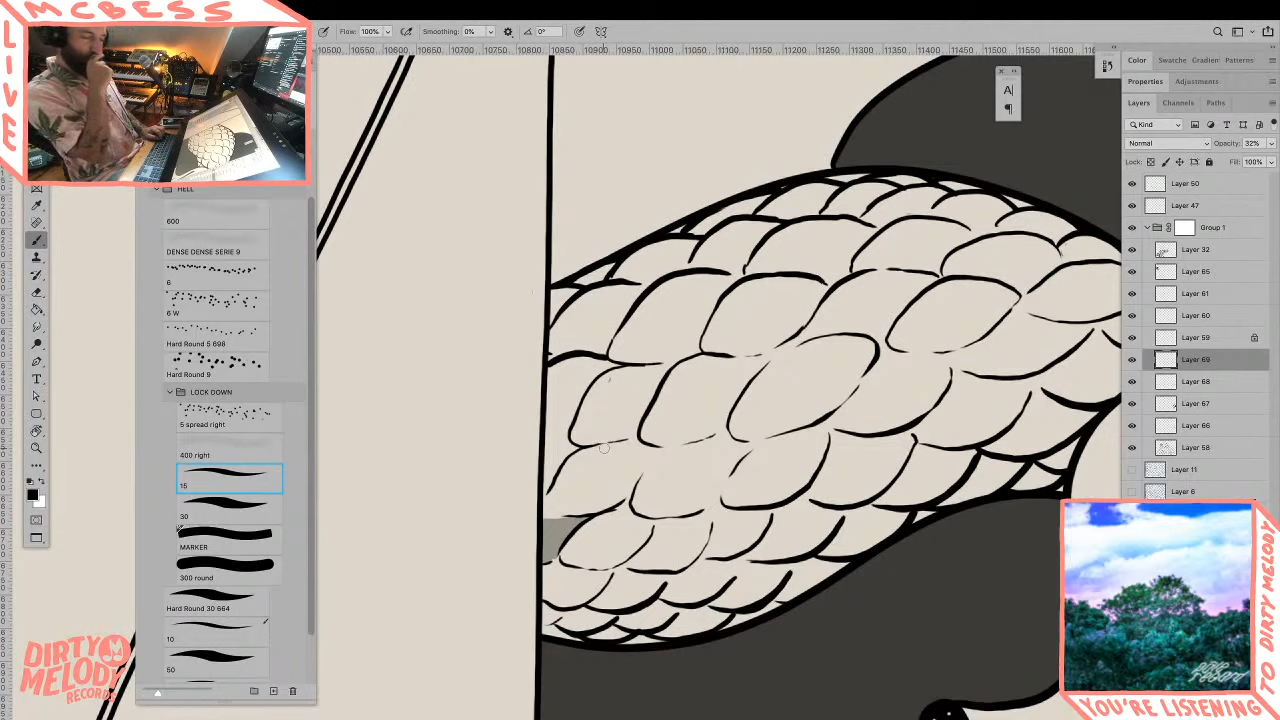 MCBESS
LIVE
Flow: 100%
Smoothing: 0%
0°
10500 10550 10600 10650 10700 10750 10800 10850 10900 10950 11000 11050 11100 11150 11200 11250 11300 11350 11400 11450 11500 11550 11600
Color Swatche Gradien Patterns
Properties Adjustments
Layers Channels Paths
Kind
Normal Opacity: 32%
Lock: Fill: 100%
Layer 50
Layer 47
Group 1
Layer 32
Layer 65
Layer 61
Layer 60
Layer 59
Layer 69
Layer 68
Layer 67
Layer 66
Layer 58
Layer 11
Layer 6
HELL
600
DENSE DENSE SERIE 9
6
6 W
Hard Round 5 698
Hard Round 9
LOCK DOWN
5 spread right
400 right
15
30
MARKER
300 round
Hard Round 30 664
10
50
DIRTY
MELODY
RECORDS
YOU'RE LISTENING
TO DIRTY MELODY